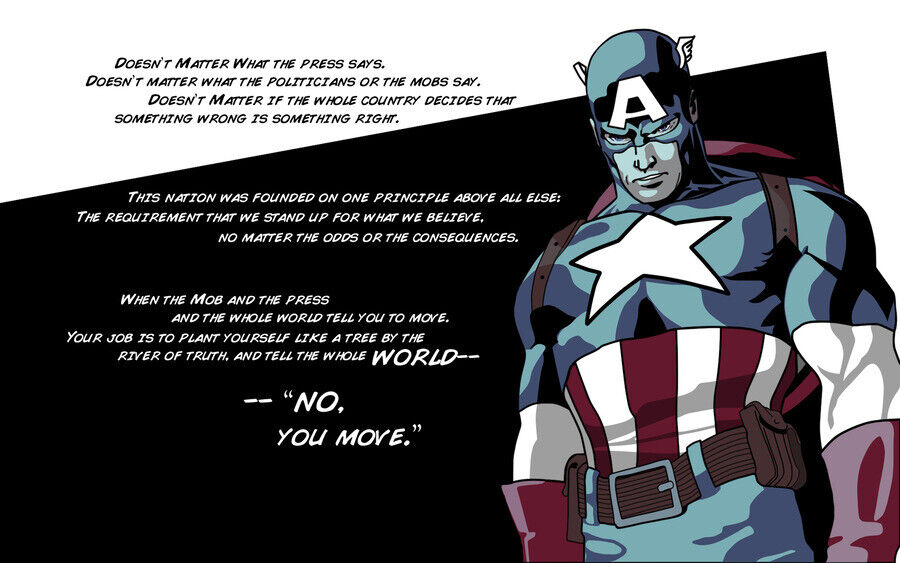 Doesn't Matter What the press says.
Doesn't matter what the politicians or the mobs say.
Doesn't Matter if the whole country decides that
something wrong is something right.
This nation was founded on one principle above all else:
The requirement that we stand up for what we believe,
no matter the odds or the consequences.
When the Mob and the press
and the whole world tell you to move.
Your job is to plant yourself like a tree by the
river of truth, and tell the whole WORLD--
-- “NO,
YOU MOVE.”
A